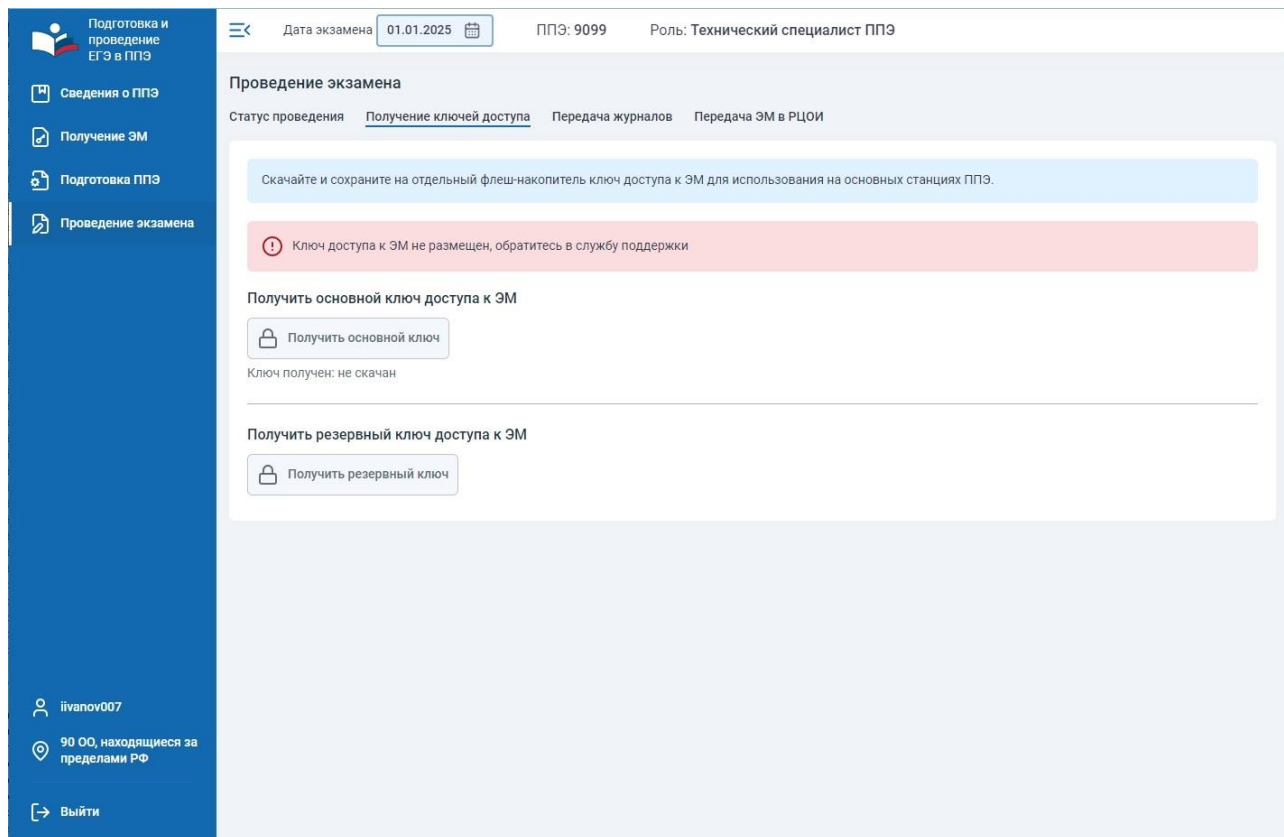 Подготовка и
проведение
ЕГЭ в ППЭ
Сведения о ППЭ
Получение ЭМ
Подготовка ППЭ
Проведение экзамена
iivanov007
90 ОО, находящиеся за
пределами РФ
Выйти
Дата экзамена 01.01.2025 ППЭ: 9099 Роль: Технический специалист ППЭ
Проведение экзамена
Статус проведения Получение ключей доступа Передача журналов Передача ЭМ в РЦОИ
Скачайте и сохраните на отдельный флеш-накопитель ключ доступа к ЭМ для использования на основных станциях ППЭ.
Ключ доступа к ЭМ не размещен, обратитесь в службу поддержки
Получить основной ключ доступа к ЭМ
Получить основной ключ
Ключ получен: не скачан
Получить резервный ключ доступа к ЭМ
Получить резервный ключ